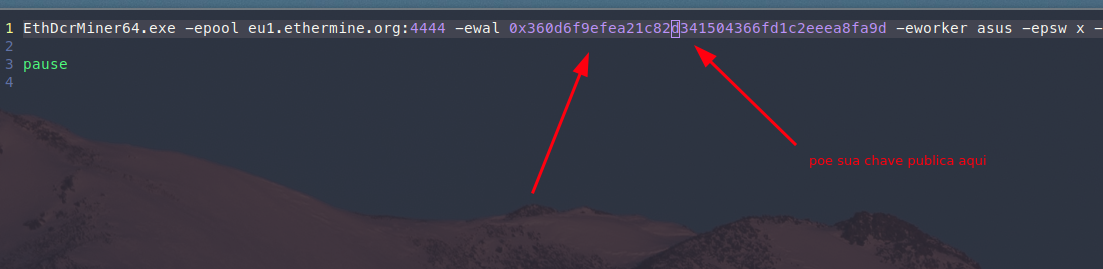 1 EthDcrMiner64.exe -epool eu1.ethermine.org:4444 -ewal 0x360d6f9efea21c82d341504366fd1c2eeea8fa9d -eworker asus -epsw x -
2
3 pause
4
poe sua chave publica aqui